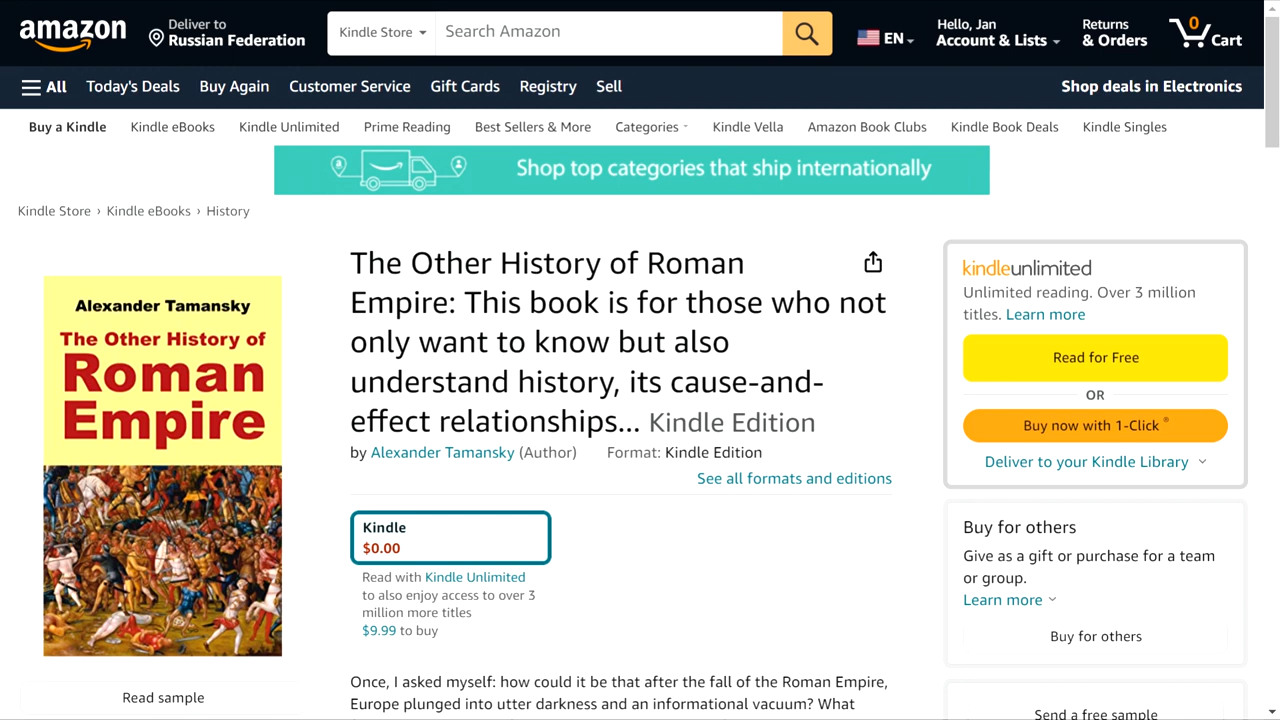 amazon
Deliver to
Russian Federation
Kindle Store
Search Amazon
EN
Hello, Jan
Account & Lists
Returns
& Orders
0
Cart
All
Today's Deals
Buy Again
Customer Service
Gift Cards
Registry
Sell
Shop deals in Electronics
Buy a Kindle
Kindle eBooks
Kindle Unlimited
Prime Reading
Best Sellers & More
Categories
Kindle Vella
Amazon Book Clubs
Kindle Book Deals
Kindle Singles
Shop top categories that ship internationally
Kindle Store › Kindle eBooks › History
Alexander Tamansky
The Other History of
Roman
Empire
Read sample
The Other History of Roman
Empire: This book is for those who not
only want to know but also
understand history, its cause-and-
effect relationships... Kindle Edition
by Alexander Tamansky (Author) Format: Kindle Edition
See all formats and editions
Kindle
$0.00
Read with Kindle Unlimited
to also enjoy access to over 3
million more titles
$9.99 to buy
Once, I asked myself: how could it be that after the fall of the Roman Empire,
Europe plunged into utter darkness and an informational vacuum? What
kindleunlimited
Unlimited reading. Over 3 million
titles. Learn more
Read for Free
OR
Buy now with 1-Click ®
Deliver to your Kindle Library
Buy for others
Give as a gift or purchase for a team
or group.
Learn more
Buy for others
Send a free sample